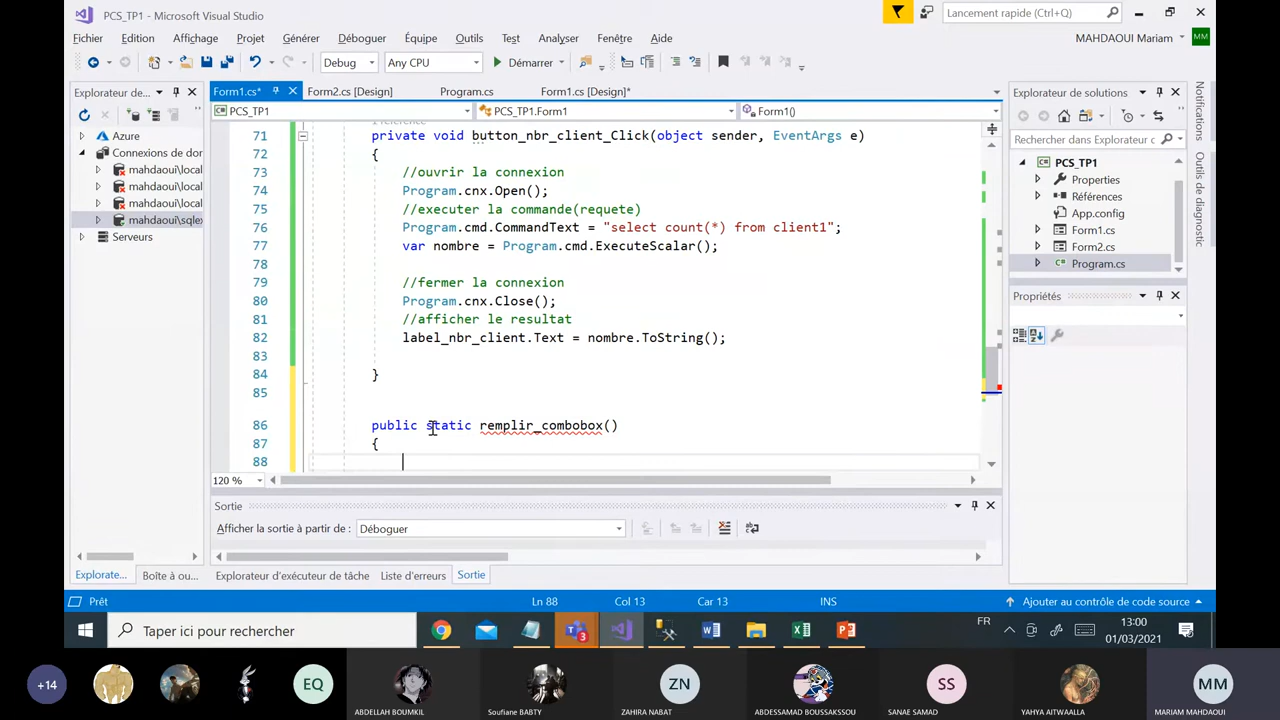 PCS_TP1 - Microsoft Visual Studio
Lancement rapide (Ctrl+Q)
Fichier Edition Affichage Projet Générer Déboguer Équipe Outils Test Analyser Fenêtre Aide
MAHDAOUI Mariam MM
Debug Any CPU Démarrer
Explorateur de...
Form1.cs* Form2.cs [Design] Program.cs Form1.cs [Design]*
Explorateur de solutions
PCS_TP1 PCS_TP1.Form1 Form1()
Rechercher dans Explorateur d
Azure
Connexions de dor
mahdaoui\local
mahdaoui\local
mahdaoui\local
mahdaoui\sqlex
Serveurs
71 private void button_nbr_client_Click(object sender, EventArgs e)
72 {
73 //ouvrir la connexion
74 Program.cnx.Open();
75 //executer la commande(requete)
76 Program.cmd.CommandText = "select count(*) from client1";
77 var nombre = Program.cmd.ExecuteScalar();
78
79 //fermer la connexion
80 Program.cnx.Close();
81 //afficher le resultat
82 label_nbr_client.Text = nombre.ToString();
83
84 }
85
86 public static remplir_combobox()
87 {
88
120 %
PCS_TP1
Properties
Références
App.config
Form1.cs
Form2.cs
Program.cs
Propriétés
Notifications
Outils de diagnostic
Sortie
Afficher la sortie à partir de : Déboguer
Explorate... Boîte à ou...
Explorateur d'exécuteur de tâche Liste d'erreurs Sortie
Prêt Ln 88 Col 13 Car 13 INS Ajouter au contrôle de code source
Taper ici pour rechercher
3
FR
13:00
01/03/2021
+14
EQ
ABDELLAH BOUMKIL
Soufiane BABTY
ZN
ZAHIRA NABAT
ABDESSAMAD BOUSSAKSSOU
SS
SANAE SAMAD
YAHYA AITWAALLA
MM
MARIAM MAHDAOUI